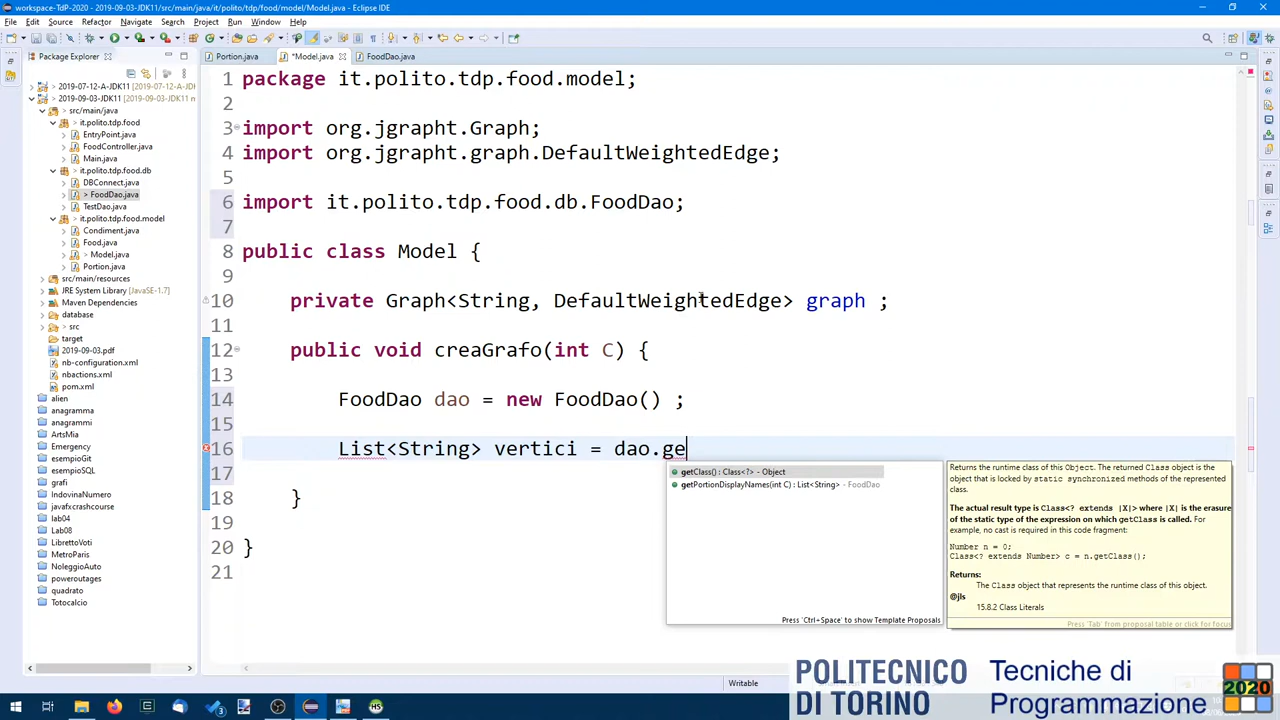 workspace-TdP-2020 - 2019-09-03-JDK11/src/main/java/it/polito/tdp/food/model/Model.java - Eclipse IDE
File Edit Source Refactor Navigate Search Project Run Window Help
Package Explorer
Portion.java
*Model.java
FoodDao.java
> 2019-07-12-A-JDK11
> 2019-09-03-JDK11
src/main/java
> it.polito.tdp.food
EntryPoint.java
FoodController.java
Main.java
> it.polito.tdp.food.db
DBConnect.java
> FoodDao.java
TestDao.java
> it.polito.tdp.food.model
Condiment.java
Food.java
> Model.java
Portion.java
src/main/resources
JRE System Library [JavaSE-1.7]
Maven Dependencies
database
> src
target
2019-09-03.pdf
nb-configuration.xml
nbactions.xml
pom.xml
alien
anagramma
anagrammi
ArtsMia
Emergency
esempioGIT
esempioSQL
grafi
IndovinaNumero
javafxcrashcourse
lab04
Lab08
LibrettoVoti
MetroParis
NoleggioAuto
poweroutages
quadrato
Totocalcio
1 package it.polito.tdp.food.model;
2
3 import org.jgrapht.Graph;
4 import org.jgrapht.graph.DefaultWeightedEdge;
5
6 import it.polito.tdp.food.db.FoodDao;
7
8 public class Model {
9
10 private Graph<String, DefaultWeightedEdge> graph ;
11
12 public void creaGrafo(int C) {
13
14 FoodDao dao = new FoodDao() ;
15
16 List<String> vertici = dao.ge
17
18 }
19
20 }
21
getClass() : Class<?> - Object
getPortionDisplayNames(int C) : List<String> - FoodDao
Press 'Ctrl+Space' to show Template Proposals
Returns the runtime class of this Object. The returned Class object is the
object that is locked by static synchronized methods of the represented
class.
The actual result type is Class<? extends |X|> where |X| is the erasure
of the static type of the expression on which getClass is called. For
example, no cast is required in this code fragment:
Number n = 0;
Class<? extends Number> c = n.getClass();
Returns:
The Class object that represents the runtime class of this object.
@jls
15.8.2 Class Literals
Press 'Tab' from proposal table or click for focus
Writable
POLITECNICO
DI TORINO
Tecniche di
Programmazione
2020